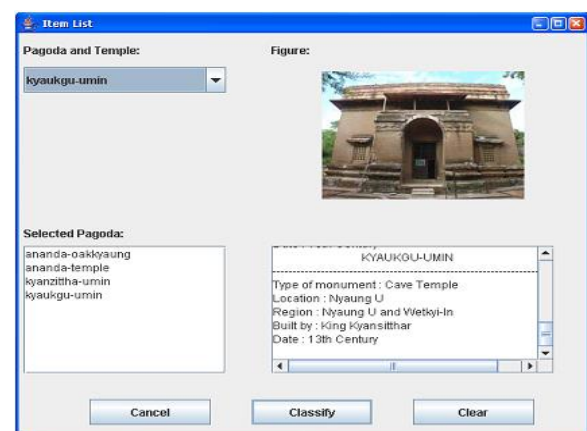 Item List
Pagoda and Temple:
Figure:
kyaukgu-umin
Selected Pagoda:
ananda-oakkyaung
ananda-temple
kyanzittha-umin
kyaukgu-umin
KYAUKGU-UMIN
Type of monument : Cave Temple
Location : Nyaung U
Region : Nyaung U and Wetkyi-In
Built by : King Kyansitthar
Date : 13th Century
Cancel
Classify
Clear